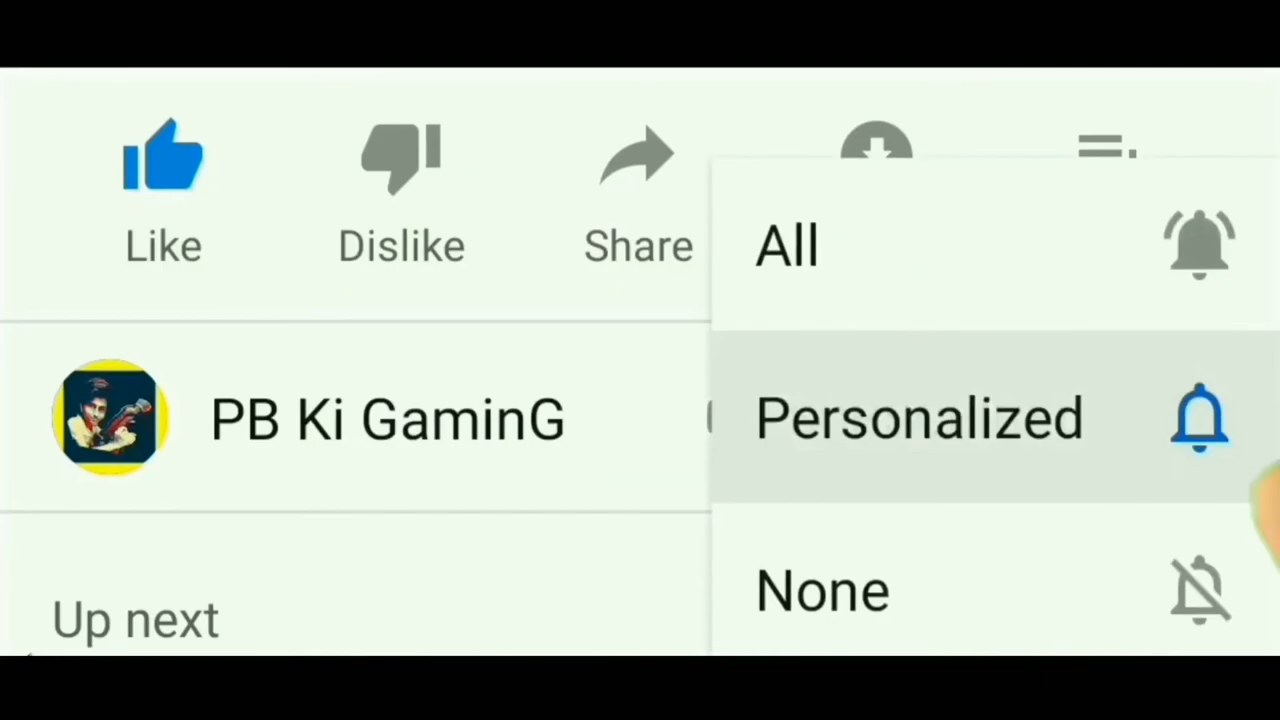 Like Dislike Share
All
PB Ki GaminG
Personalized
Up next
None